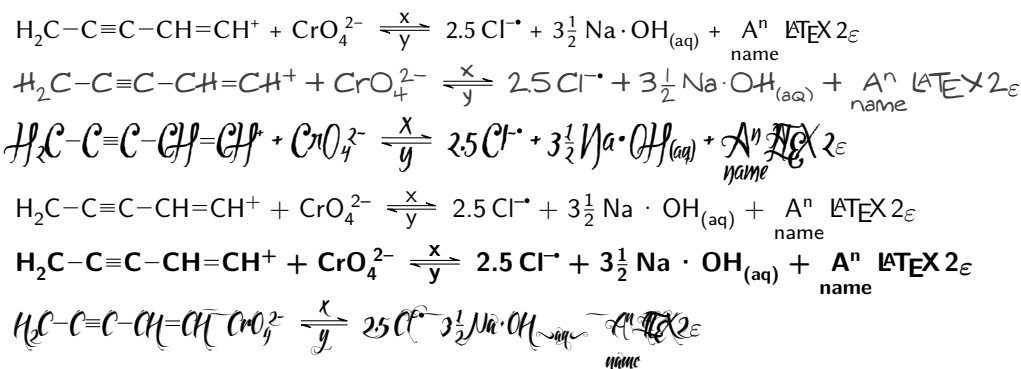 H₂C−C≡C−CH=CH⁺ + CrO₄²⁻ x ⇌ y 2.5 Cl⁻• + 3½ Na · OH₍aq₎ + Aⁿ name LATEX 2ε
H₂C−C≡C−CH=CH⁺ + CrO₄²⁻ x ⇌ y 2.5 Cl⁻• + 3½ Na · OH₍aq₎ + Aⁿ name LATEX 2ε
H₂C−C≡C−CH=CH⁺ + CrO₄²⁻ x ⇌ y 2.5 Cl⁻• + 3½ Na · OH₍aq₎ + Aⁿ name LATEX 2ε
H₂C−C≡C−CH=CH⁺ + CrO₄²⁻ x ⇌ y 2.5 Cl⁻• + 3½ Na · OH₍aq₎ + Aⁿ name LATEX 2ε
H₂C−C≡C−CH=CH⁺ + CrO₄²⁻ x ⇌ y 2.5 Cl⁻• + 3½ Na · OH₍aq₎ + Aⁿ name LATEX 2ε
H₂C−C≡C−CH=CH CrO₄²⁻ x ⇌ y 2.5 Cl⁻• 3½ Na · OH aq Aⁿ name LATEX 2ε